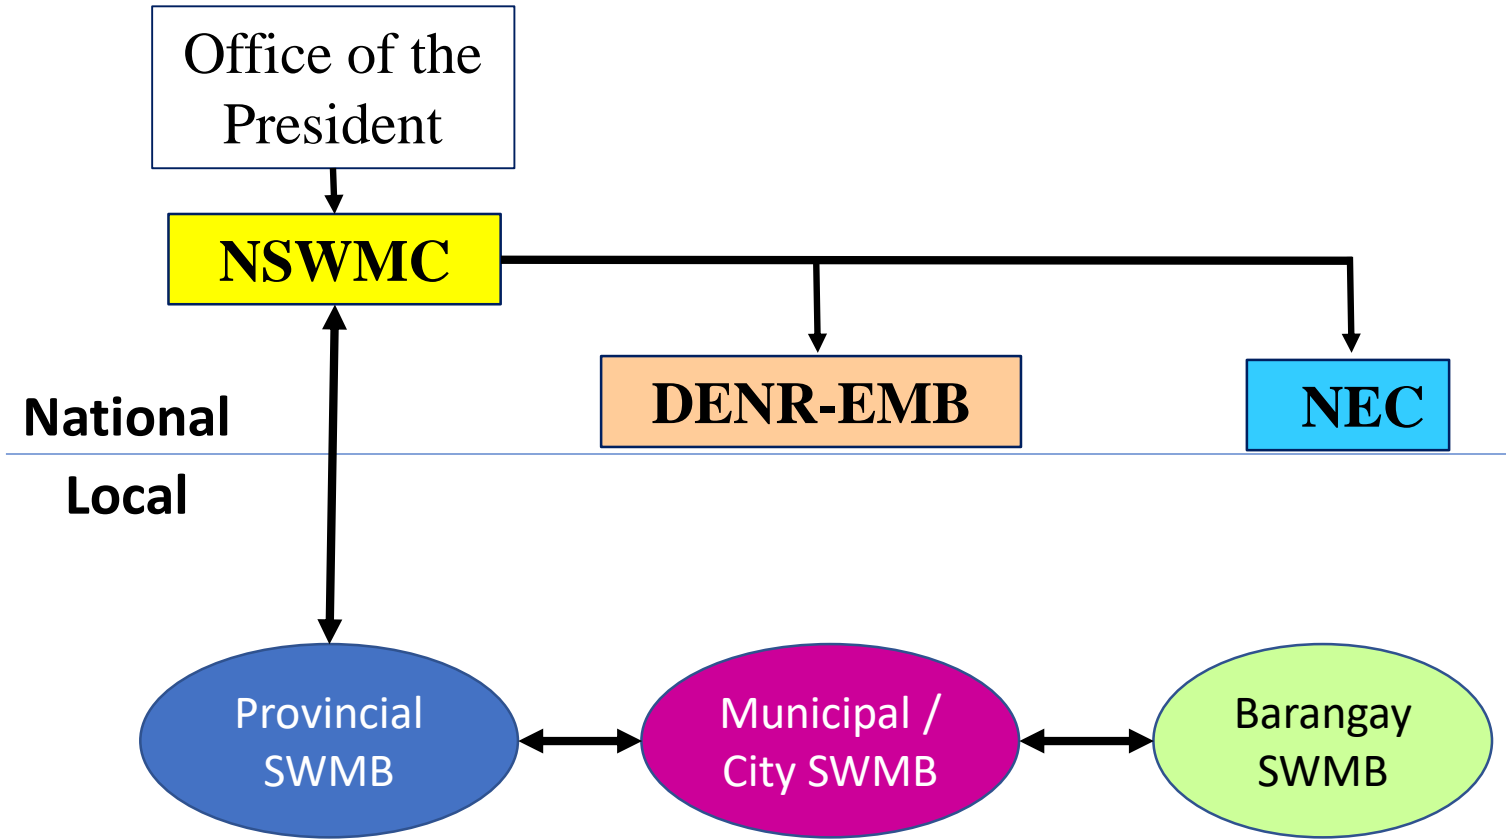 Office of the
President
NSWMC
DENR-EMB
NEC
National
Local
Provincial
SWMB
Municipal /
City SWMB
Barangay
SWMB